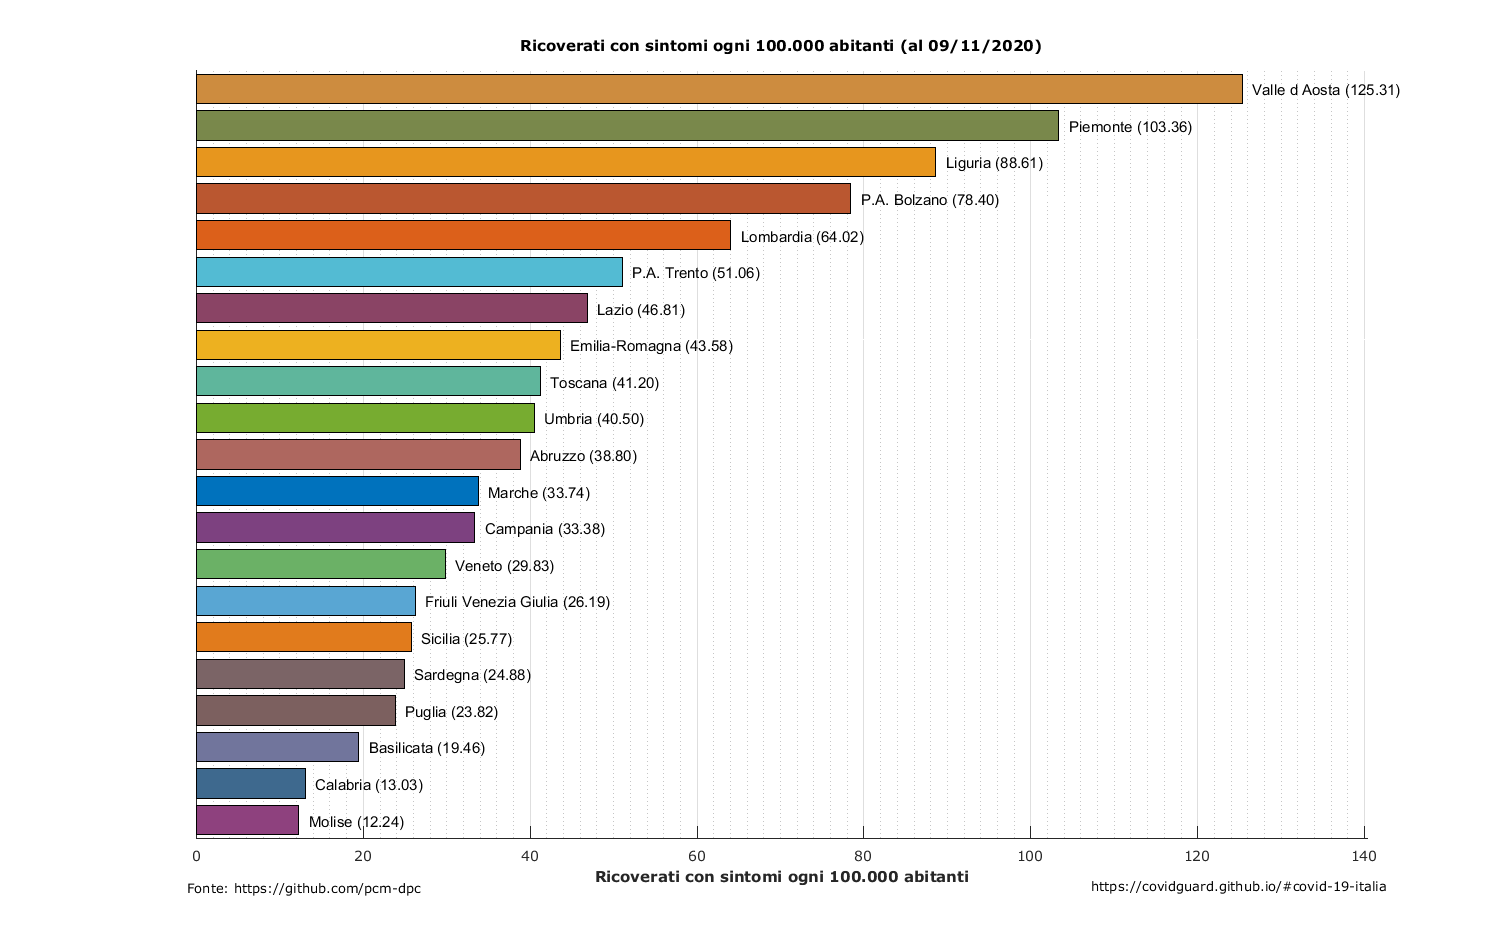 Ricoverati con sintomi ogni 100.000 abitanti (al 09/11/2020)
Valle d Aosta (125.31)
Piemonte (103.36)
Liguria (88.61)
P.A. Bolzano (78.40)
Lombardia (64.02)
P.A. Trento (51.06)
Lazio (46.81)
Emilia-Romagna (43.58)
Toscana (41.20)
Umbria (40.50)
Abruzzo (38.80)
Marche (33.74)
Campania (33.38)
Veneto (29.83)
Friuli Venezia Giulia (26.19)
Sicilia (25.77)
Sardegna (24.88)
Puglia (23.82)
Basilicata (19.46)
Calabria (13.03)
Molise (12.24)
0 20 40 60 80 100 120 140
Ricoverati con sintomi ogni 100.000 abitanti
Fonte: https://github.com/pcm-dpc
https://covidguard.github.io/#covid-19-italia